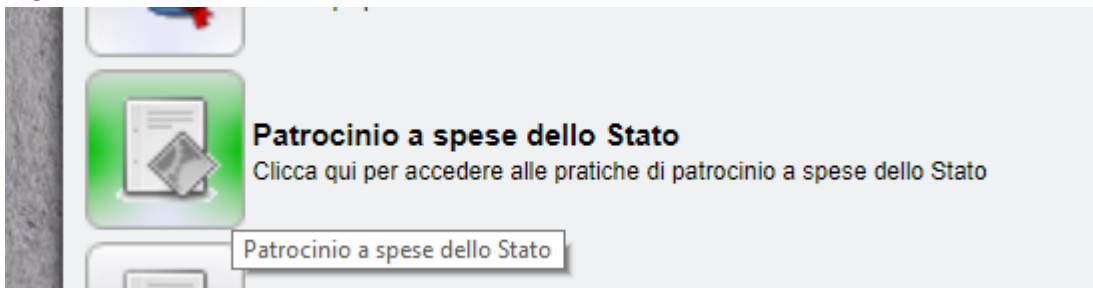 Patrocinio a spese dello Stato
Clicca qui per accedere alle pratiche di patrocinio a spese dello Stato
Patrocinio a spese dello Stato